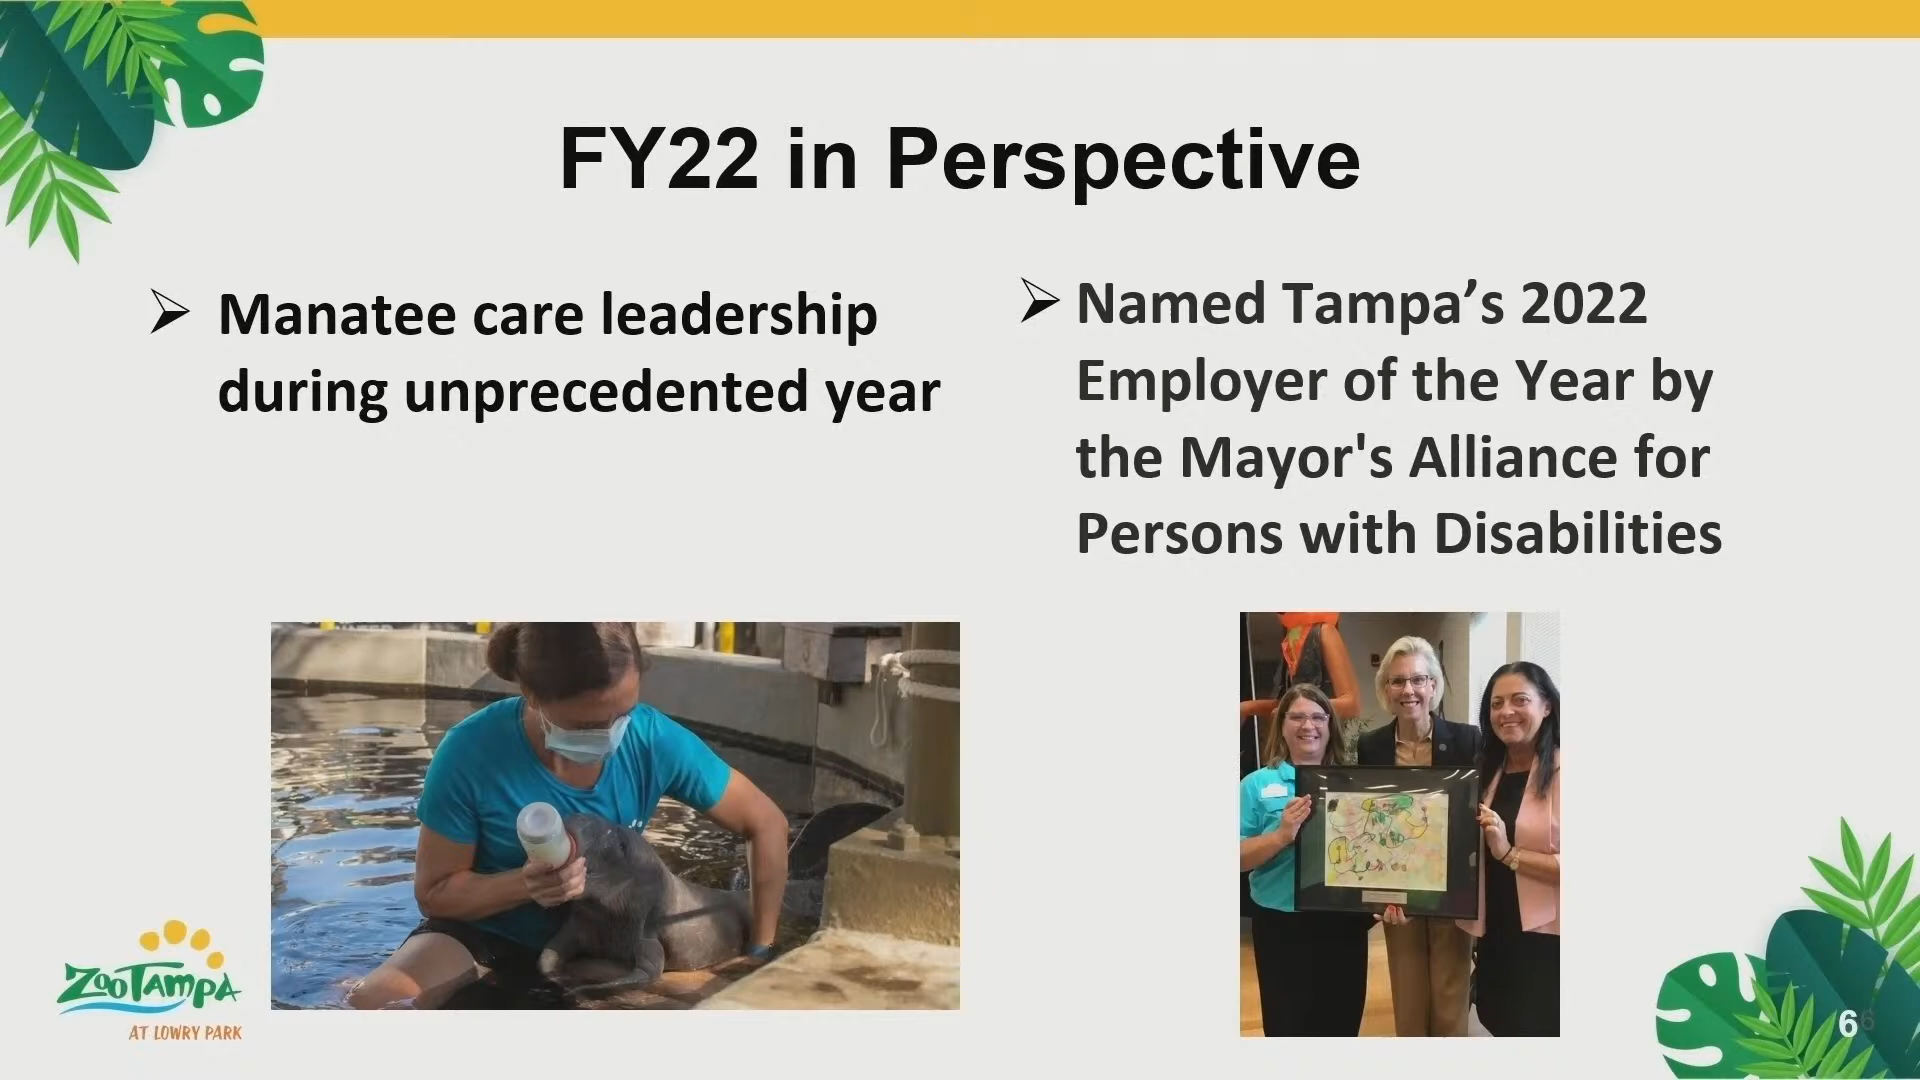 FY22 in Perspective
➢ Manatee care leadership
during unprecedented year
➢ Named Tampa’s 2022
Employer of the Year by
the Mayor's Alliance for
Persons with Disabilities
ZooTampa
AT LOWRY PARK
6
6